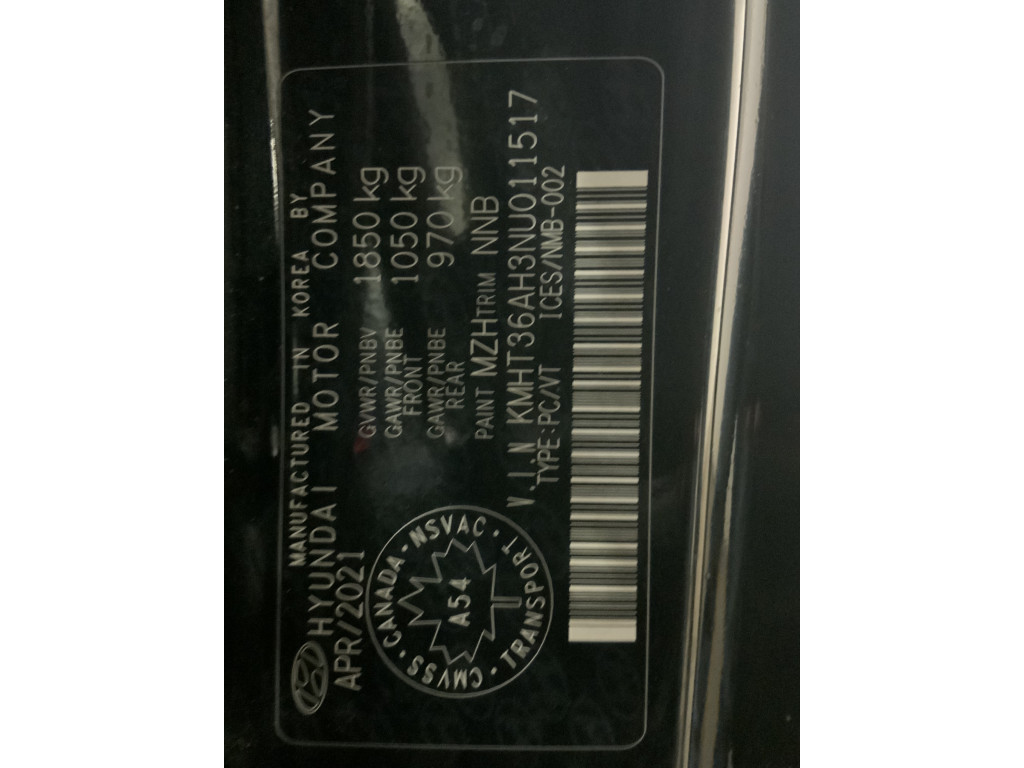 MANUFACTURED IN KOREA BY
HYUNDAI MOTOR COMPANY
APR/2021
GVWR/PNBV 1850 kg
GAWR/PNBE FRONT 1050 kg
GAWR/PNBE REAR 970 kg
PAINT MZH TRIM NNB
V.I.N KMHT36AH3NU011517
TYPE:PC/VT ICES/NMB-002
CMVSS · CANADA - NSVAC · TRANSPORT ·
A54